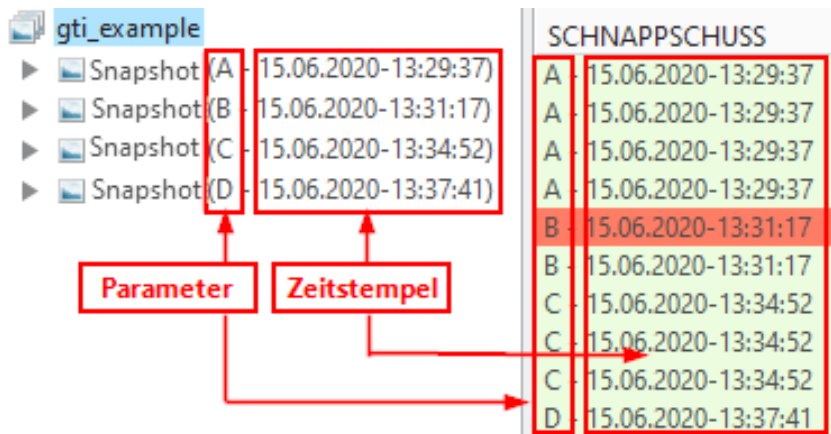 gti_example
Snapshot (A - 15.06.2020-13:29:37)
Snapshot (B - 15.06.2020-13:31:17)
Snapshot (C - 15.06.2020-13:34:52)
Snapshot (D - 15.06.2020-13:37:41)
Parameter
Zeitstempel
SCHNAPPSCHUSS
A - 15.06.2020-13:29:37
A - 15.06.2020-13:29:37
A - 15.06.2020-13:29:37
A - 15.06.2020-13:29:37
B - 15.06.2020-13:31:17
B - 15.06.2020-13:31:17
C - 15.06.2020-13:34:52
C - 15.06.2020-13:34:52
C - 15.06.2020-13:34:52
D - 15.06.2020-13:37:41